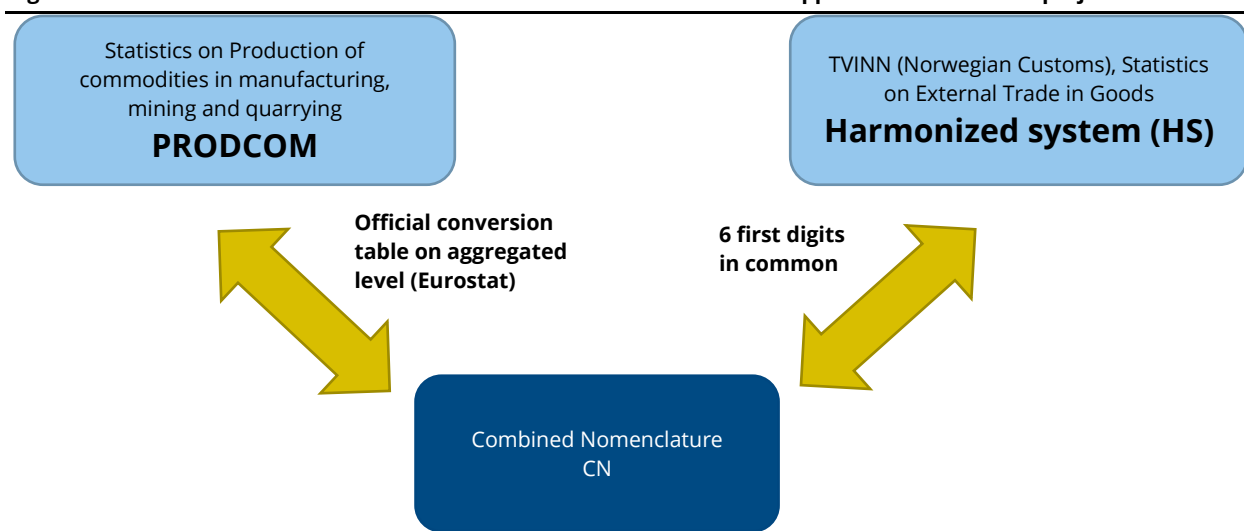 Statistics on Production of
commodities in manufacturing,
mining and quarrying
PRODCOM
TVINN (Norwegian Customs), Statistics
on External Trade in Goods
Harmonized system (HS)
Official conversion
table on aggregated
level (Eurostat)
6 first digits
in common
Combined Nomenclature
CN